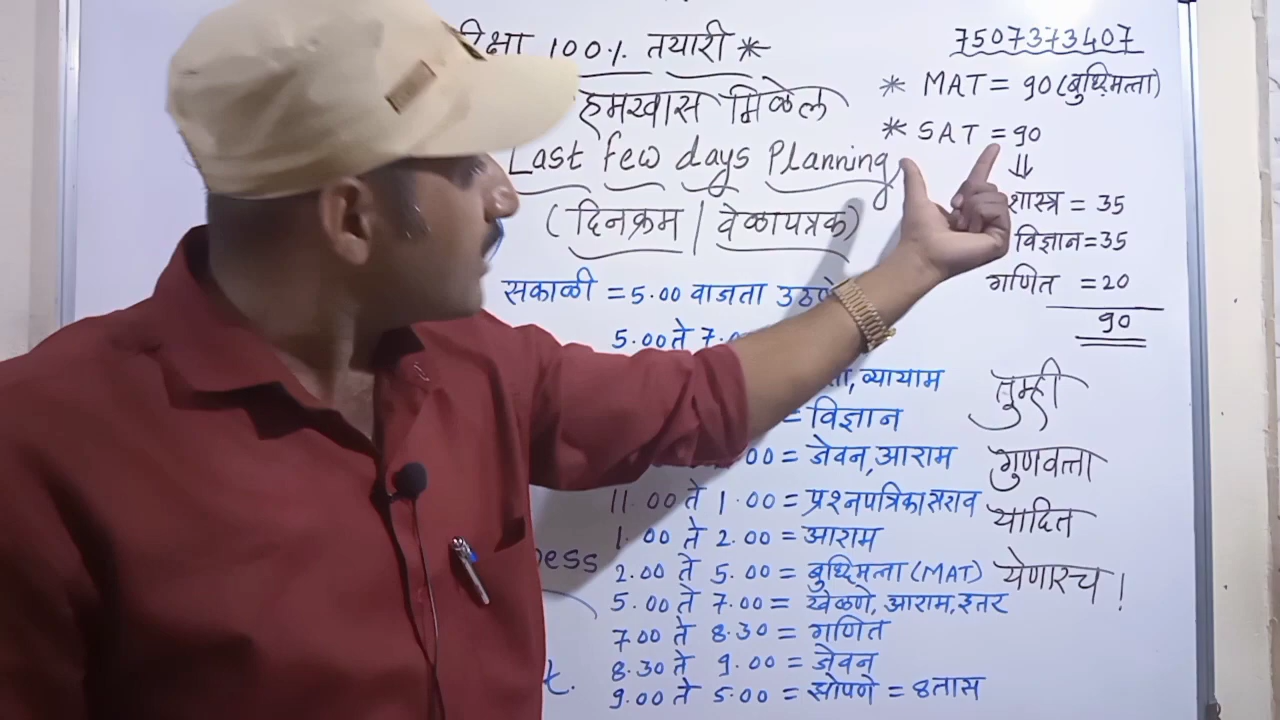 100% तयारी *
7507373407
हमखास मिळेल
* MAT = 90 (बुध्दिमत्ता)
* SAT = 90
Last few days Planning
(दिनक्रम / वेळापत्रक)
शास्त्र = 35
विज्ञान = 35
गणित = 20
90
सकाळी = 5.00 वाजता उठणे
5.00 ते 7.00
व्यायाम
= विज्ञान
00 = जेवन, आराम
11.00 ते 1.00 = प्रश्नपत्रिका सराव
1.00 ते 2.00 = आराम
2.00 ते 5.00 = बुध्दिमत्ता (MAT)
5.00 ते 7.00 = खेळणे, आराम, इतर
7.00 ते 8.30 = गणित
8.30 ते 9.00 = जेवन
9.00 ते 5.00 = झोपणे = 8 तास
तुम्ही
गुणवत्ता
यादित
येणारच !